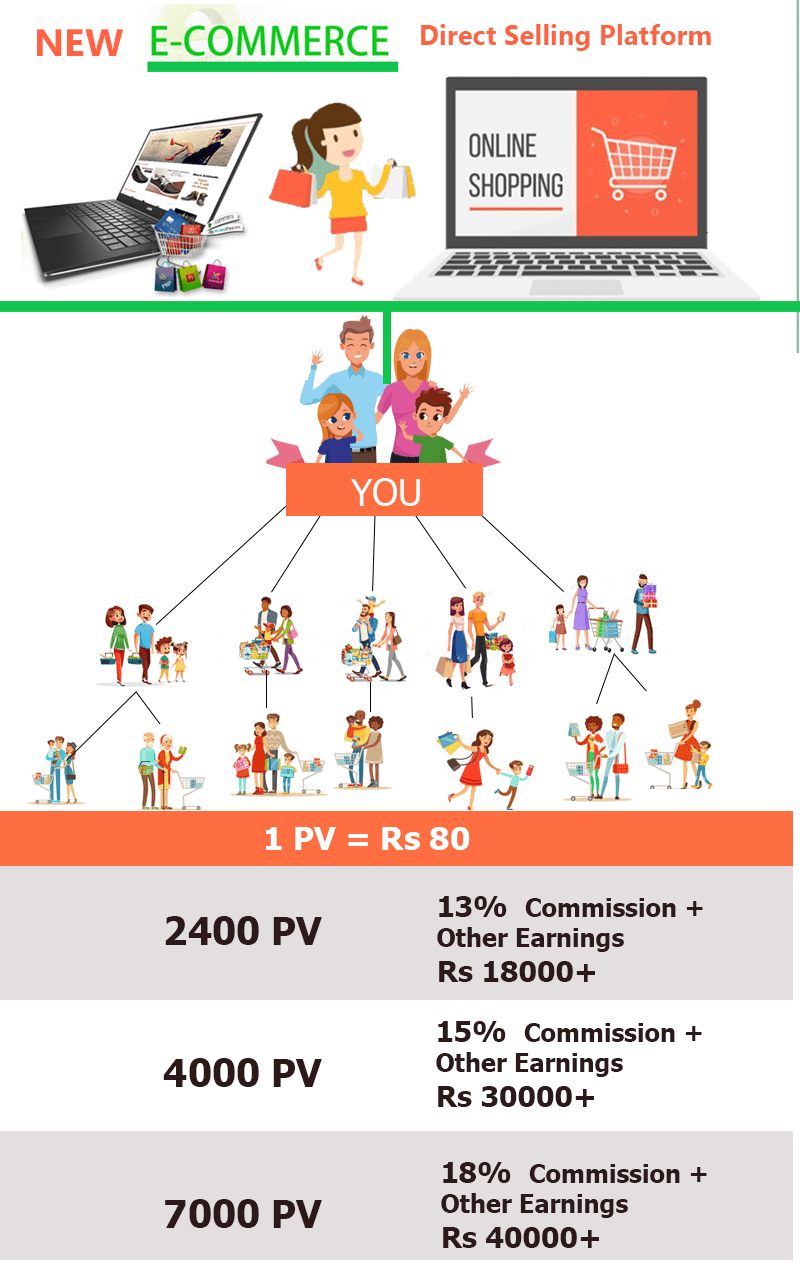 NEW E-COMMERCE Direct Selling Platform
ONLINE
SHOPPING
YOU
1 PV = Rs 80
2400 PV
13% Commission +
Other Earnings
Rs 18000+
4000 PV
15% Commission +
Other Earnings
Rs 30000+
7000 PV
18% Commission +
Other Earnings
Rs 40000+